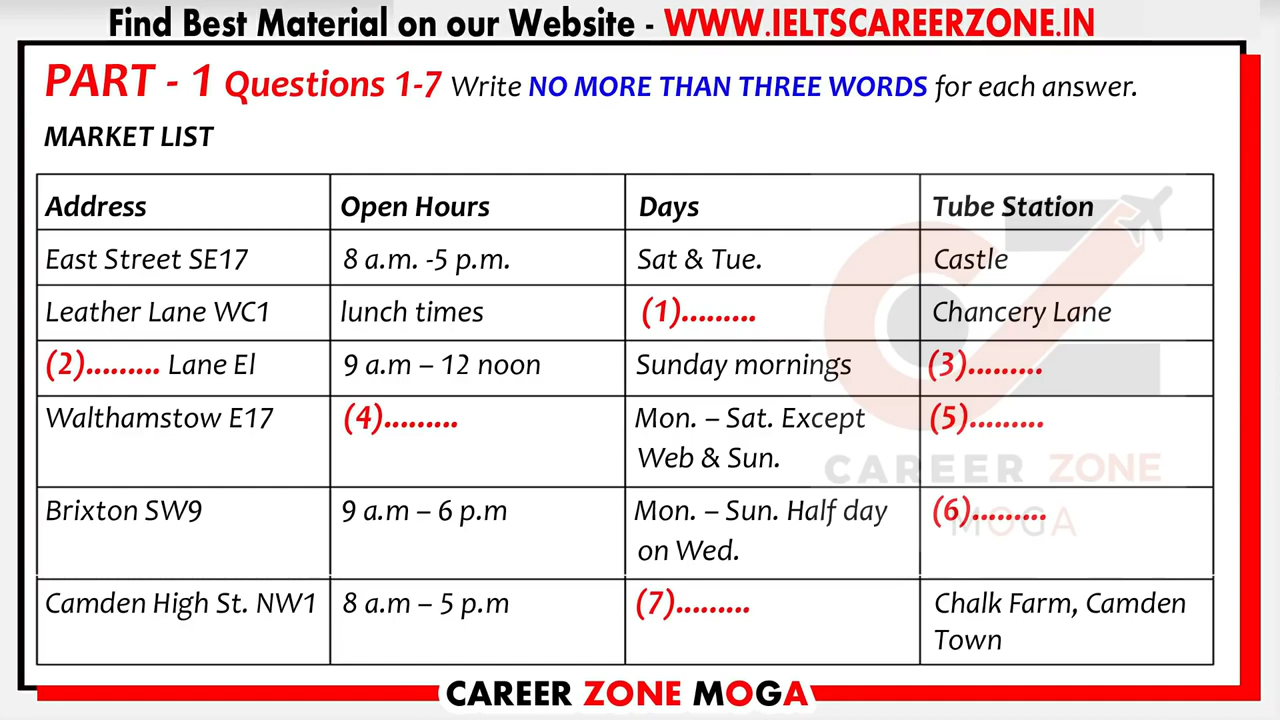 Find Best Material on our Website - WWW.IELTSCAREERZONE.IN
PART - 1 Questions 1-7 Write NO MORE THAN THREE WORDS for each answer.
MARKET LIST
Address Open Hours Days Tube Station
East Street SE17 8 a.m. -5 p.m. Sat & Tue. Castle
Leather Lane WC1 lunch times (1)......... Chancery Lane
(2)......... Lane El 9 a.m – 12 noon Sunday mornings (3).........
Walthamstow E17 (4)......... Mon. – Sat. Except (5).........
Web & Sun.
CAREER ZONE
Brixton SW9 9 a.m – 6 p.m Mon. – Sun. Half day (6).........
on Wed.
MOGA
Camden High St. NW1 8 a.m – 5 p.m (7)......... Chalk Farm, Camden
Town
CAREER ZONE MOGA